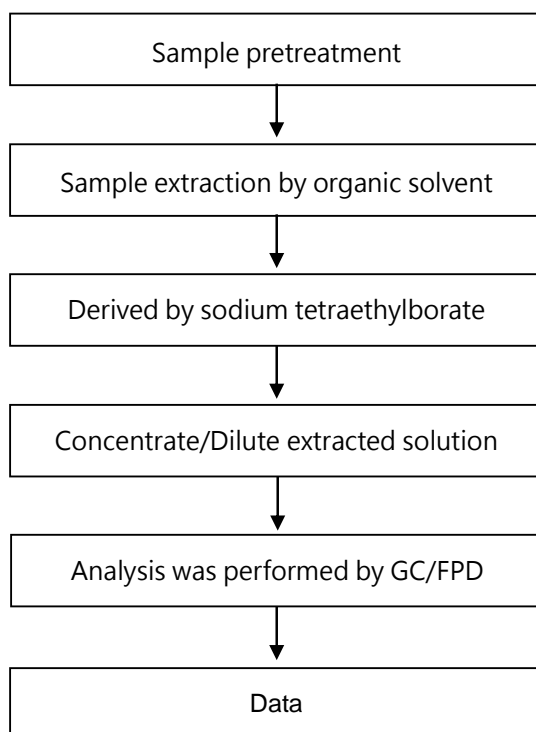 Sample pretreatment
Sample extraction by organic solvent
Derived by sodium tetraethylborate
Concentrate/Dilute extracted solution
Analysis was performed by GC/FPD
Data